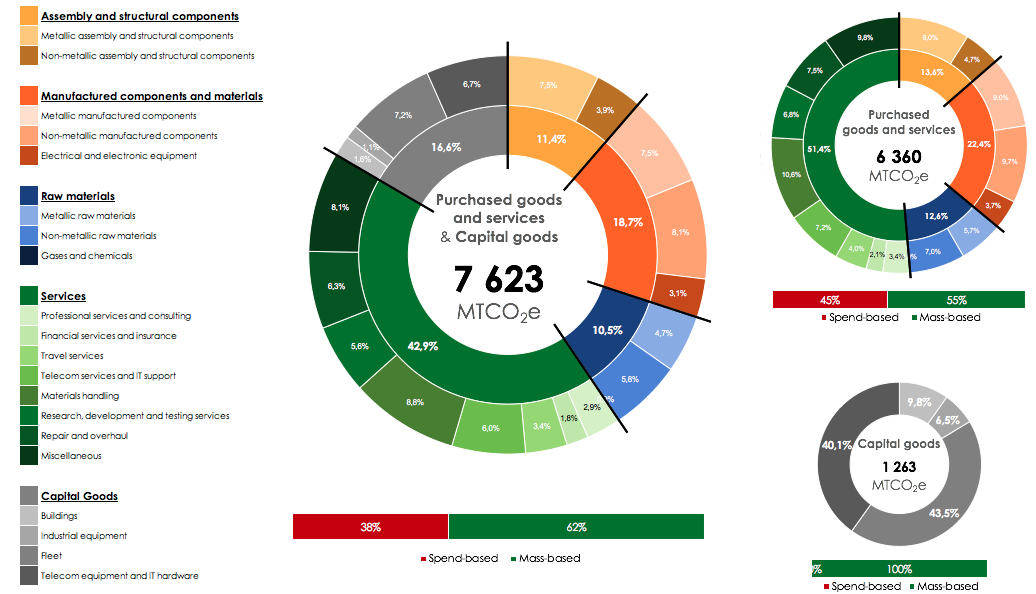 Assembly and structural components
Metallic assembly and structural components
Non-metallic assembly and structural components
Manufactured components and materials
Metallic manufactured components
Non-metallic manufactured components
Electrical and electronic equipment
Raw materials
Metallic raw materials
Non-metallic raw materials
Gases and chemicals
Services
Professional services and consulting
Financial services and insurance
Travel services
Telecom services and IT support
Materials handling
Research, development and testing services
Repair and overhaul
Miscellaneous
Capital Goods
Buildings
Industrial equipment
Fleet
Telecom equipment and IT hardware
6,7%
7,5%
3,9%
7,2%
11,4%
1,1%
1,6%
16,6%
7,5%
8,1%
18,7%
8,1%
6,3%
3,1%
5,6%
42,9%
10,5%
4,7%
5,8%
8,8%
6,0%
3,4%
1,8%
2,9%
Purchased goods
and services
& Capital goods
7 623
MTCO₂e
38%
62%
Spend-based
Mass-based
9,8%
9,0%
4,7%
7,5%
13,6%
9,0%
6,8%
51,4%
22,4%
9,7%
10,6%
3,7%
12,6%
5,7%
7,2%
7,0%
4,0%
2,1%
3,4%
Purchased
goods and services
6 360
MTCO₂e
45%
55%
Spend-based
Mass-based
9,8%
6,5%
40,1%
43,5%
Capital goods
1 263
MTCO₂e
100%
Spend-based
Mass-based